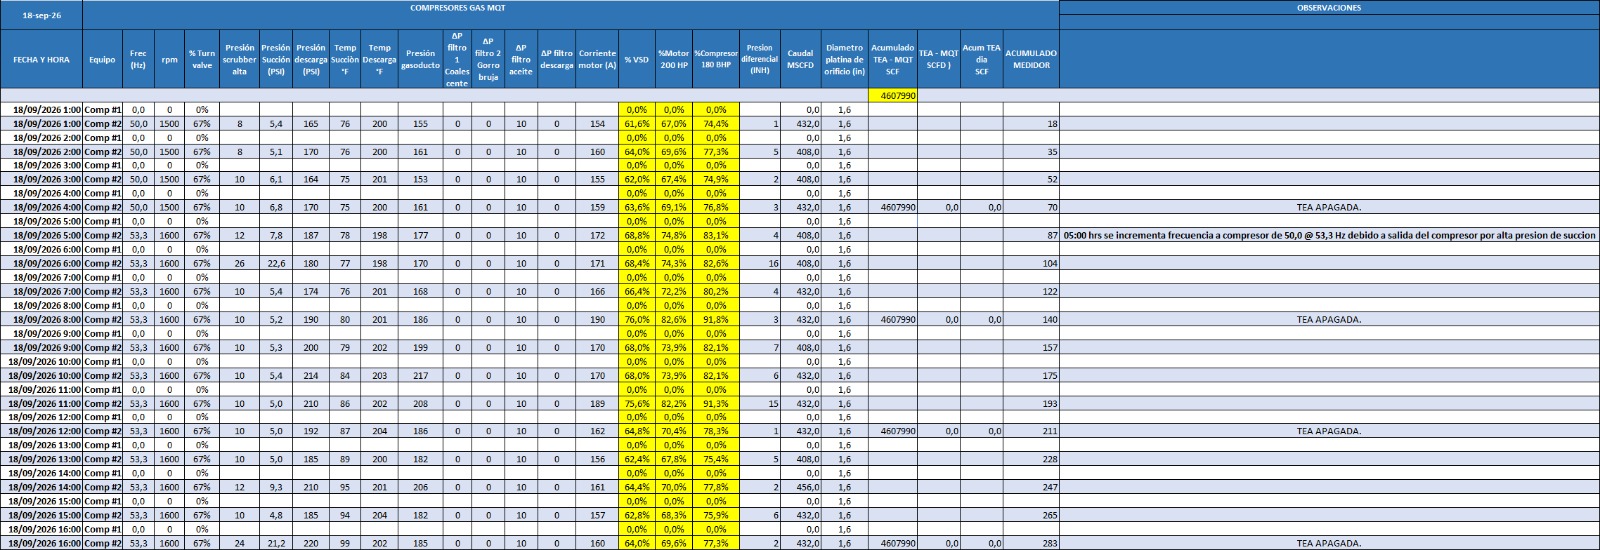 18-sep-26 COMPRESORES GAS MQT OBSERVACIONES
FECHA Y HORA Equipo Frec (Hz) rpm % Turn valve Presión scrubber alta Presión Succión (PSI) Presión descarga (PSI) Temp Succión °F Temp Descarga °F Presión gasoducto ΔP filtro 1 Coales cente ΔP filtro 2 Gorro bruja ΔP filtro aceite ΔP filtro descarga Corriente motor (A) % VSD %Motor 200 HP %Compresor 180 BHP Presion diferencial (INH) Caudal MSCFD Diametro platina de orificio (in) Acumulado TEA - MQT SCF TEA - MQT SCFD ) Acum TEA dia SCF ACUMULADO MEDIDOR
4607990
18/09/2026 1:00 Comp #1 0,0 0 0% 0,0% 0,0% 0,0% 0,0 1,6
18/09/2026 1:00 Comp #2 50,0 1500 67% 8 5,4 165 76 200 155 0 0 10 0 154 61,6% 67,0% 74,4% 1 432,0 1,6 18
18/09/2026 2:00 Comp #1 0,0 0 0% 0,0% 0,0% 0,0% 0,0 1,6
18/09/2026 2:00 Comp #2 50,0 1500 67% 8 5,1 170 76 200 161 0 0 10 0 160 64,0% 69,6% 77,3% 5 408,0 1,6 35
18/09/2026 3:00 Comp #1 0,0 0 0% 0,0% 0,0% 0,0% 0,0 1,6
18/09/2026 3:00 Comp #2 50,0 1500 67% 10 6,1 164 75 201 153 0 0 10 0 155 62,0% 67,4% 74,9% 2 408,0 1,6 52
18/09/2026 4:00 Comp #1 0,0 0 0% 0,0% 0,0% 0,0% 0,0 1,6
18/09/2026 4:00 Comp #2 50,0 1500 67% 10 6,8 170 75 200 161 0 0 10 0 159 63,6% 69,1% 76,8% 3 432,0 1,6 4607990 0,0 0,0 70 TEA APAGADA.
18/09/2026 5:00 Comp #1 0,0 0 0% 0,0% 0,0% 0,0% 0,0 1,6
18/09/2026 5:00 Comp #2 53,3 1600 67% 12 7,8 187 78 198 177 0 0 10 0 172 68,8% 74,8% 83,1% 4 408,0 1,6 87 05:00 hrs se incrementa frecuencia a compresor de 50,0 @ 53,3 Hz debido a salida del compresor por alta presion de succion
18/09/2026 6:00 Comp #1 0,0 0 0% 0,0% 0,0% 0,0% 0,0 1,6
18/09/2026 6:00 Comp #2 53,3 1600 67% 26 22,6 180 77 198 170 0 0 10 0 171 68,4% 74,3% 82,6% 16 408,0 1,6 104
18/09/2026 7:00 Comp #1 0,0 0 0% 0,0% 0,0% 0,0% 0,0 1,6
18/09/2026 7:00 Comp #2 53,3 1600 67% 10 5,4 174 76 201 168 0 0 10 0 166 66,4% 72,2% 80,2% 4 432,0 1,6 122
18/09/2026 8:00 Comp #1 0,0 0 0% 0,0% 0,0% 0,0% 0,0 1,6
18/09/2026 8:00 Comp #2 53,3 1600 67% 10 5,2 190 80 201 186 0 0 10 0 190 76,0% 82,6% 91,8% 3 432,0 1,6 4607990 0,0 0,0 140 TEA APAGADA.
18/09/2026 9:00 Comp #1 0,0 0 0% 0,0% 0,0% 0,0% 0,0 1,6
18/09/2026 9:00 Comp #2 53,3 1600 67% 10 5,3 200 79 202 199 0 0 10 0 170 68,0% 73,9% 82,1% 7 408,0 1,6 157
18/09/2026 10:00 Comp #1 0,0 0 0% 0,0% 0,0% 0,0% 0,0 1,6
18/09/2026 10:00 Comp #2 53,3 1600 67% 10 5,4 214 84 203 217 0 0 10 0 170 68,0% 73,9% 82,1% 6 432,0 1,6 175
18/09/2026 11:00 Comp #1 0,0 0 0% 0,0% 0,0% 0,0% 0,0 1,6
18/09/2026 11:00 Comp #2 53,3 1600 67% 10 5,0 210 86 202 208 0 0 10 0 189 75,6% 82,2% 91,3% 15 432,0 1,6 193
18/09/2026 12:00 Comp #1 0,0 0 0% 0,0% 0,0% 0,0% 0,0 1,6
18/09/2026 12:00 Comp #2 53,3 1600 67% 10 5,0 192 87 204 186 0 0 10 0 162 64,8% 70,4% 78,3% 1 432,0 1,6 4607990 0,0 0,0 211 TEA APAGADA.
18/09/2026 13:00 Comp #1 0,0 0 0% 0,0% 0,0% 0,0% 0,0 1,6
18/09/2026 13:00 Comp #2 53,3 1600 67% 10 5,0 185 89 200 182 0 0 10 0 156 62,4% 67,8% 75,4% 5 408,0 1,6 228
18/09/2026 14:00 Comp #1 0,0 0 0% 0,0% 0,0% 0,0% 0,0 1,6
18/09/2026 14:00 Comp #2 53,3 1600 67% 12 9,3 210 95 201 206 0 0 10 0 161 64,4% 70,0% 77,8% 2 456,0 1,6 247
18/09/2026 15:00 Comp #1 0,0 0 0% 0,0% 0,0% 0,0% 0,0 1,6
18/09/2026 15:00 Comp #2 53,3 1600 67% 10 4,8 185 94 204 182 0 0 10 0 157 62,8% 68,3% 75,9% 6 432,0 1,6 265
18/09/2026 16:00 Comp #1 0,0 0 0% 0,0% 0,0% 0,0% 0,0 1,6
18/09/2026 16:00 Comp #2 53,3 1600 67% 24 21,2 220 99 202 185 0 0 10 0 160 64,0% 69,6% 77,3% 2 432,0 1,6 4607990 0,0 0,0 283 TEA APAGADA.